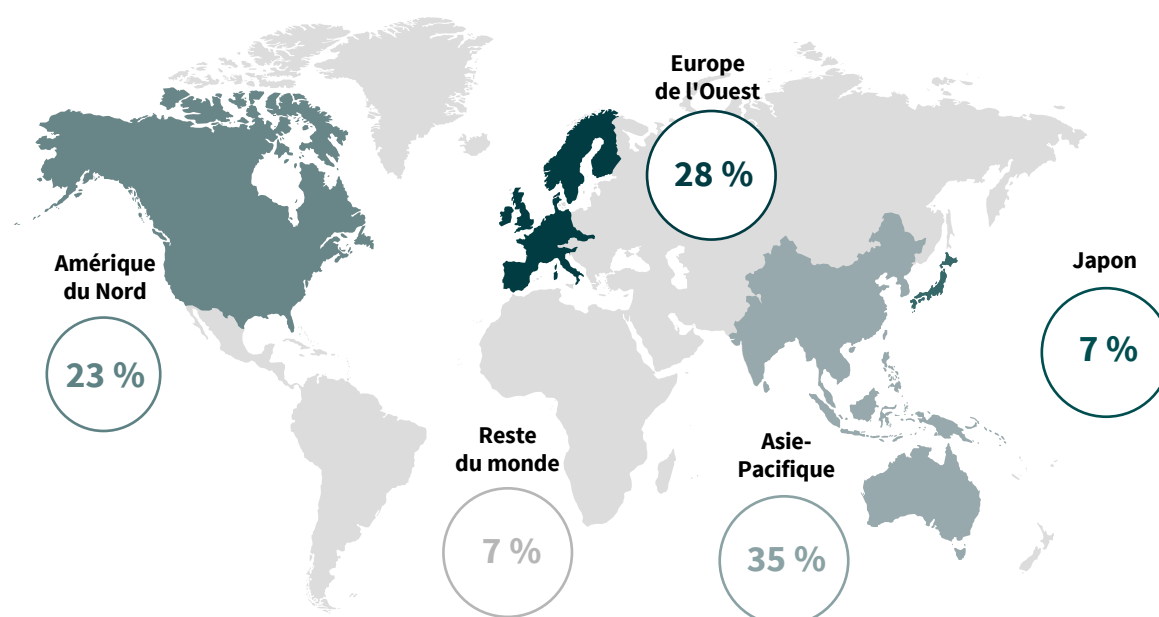 Europe
de l'Ouest
28 %
Amérique
du Nord
23 %
Japon
7 %
Reste
du monde
7 %
Asie-
Pacifique
35 %